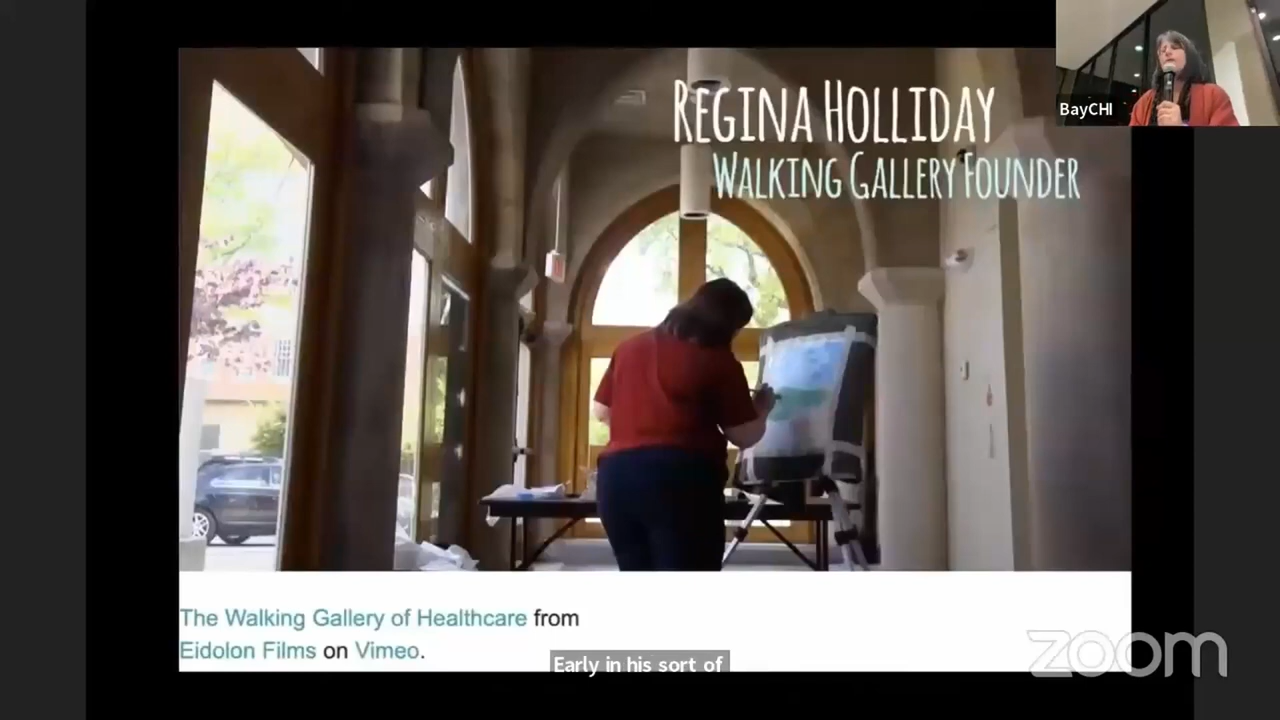 REGINA HOLLIDAY
WALKING GALLERY FOUNDER
BayCHI
The Walking Gallery of Healthcare from
Eidolon Films on Vimeo.
Early in his sort of
zoom